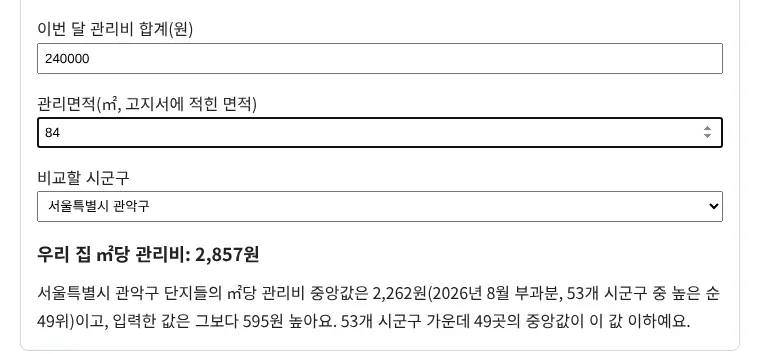 이번 달 관리비 합계(원)
240000
관리면적(㎡, 고지서에 적힌 면적)
84
비교할 시군구
서울특별시 관악구
우리 집 ㎡당 관리비: 2,857원
서울특별시 관악구 단지들의 ㎡당 관리비 중앙값은 2,262원(2026년 8월 부과분, 53개 시군구 중 높은 순
49위)이고, 입력한 값은 그보다 595원 높아요. 53개 시군구 가운데 49곳의 중앙값이 이 값 이하예요.